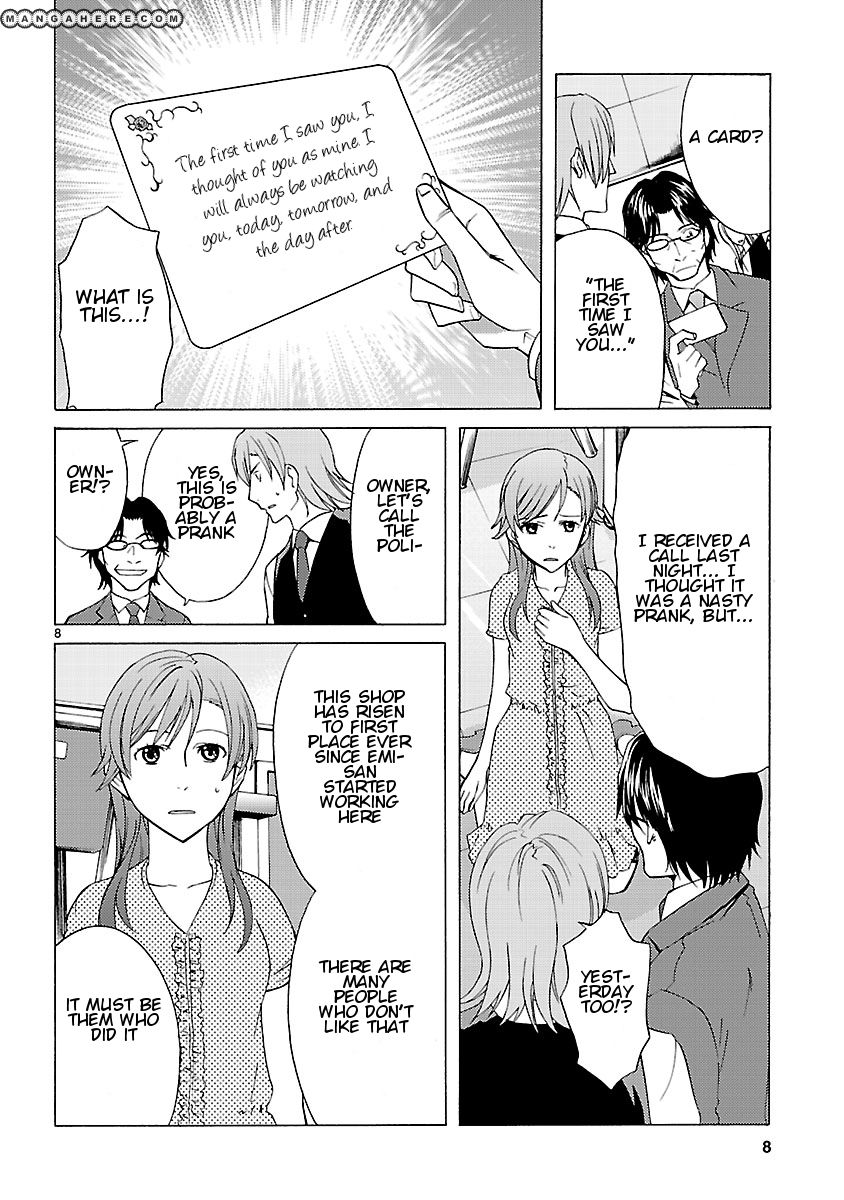 MANGAHERE.COM
A CARD?
"THE
FIRST
TIME I
SAW
YOU..."
The first time I saw you, I
thought of you as mine. I
will always be watching
you, today, tomorrow, and
the day after.
WHAT IS
THIS...!
I RECEIVED A
CALL LAST
NIGHT... I
THOUGHT IT
WAS A NASTY
PRANK, BUT...
YEST-
ERDAY
TOO!?
OWNER,
LET'S
CALL
THE
POLI-
YES,
THIS IS
PROB-
ABLY A
PRANK
OWN-
ER!?
8
THIS SHOP
HAS RISEN
TO FIRST
PLACE EVER
SINCE EMI-
SAN
STARTED
WORKING
HERE
THERE ARE
MANY
PEOPLE
WHO DON'T
LIKE THAT
IT MUST BE
THEM WHO
DID IT
8